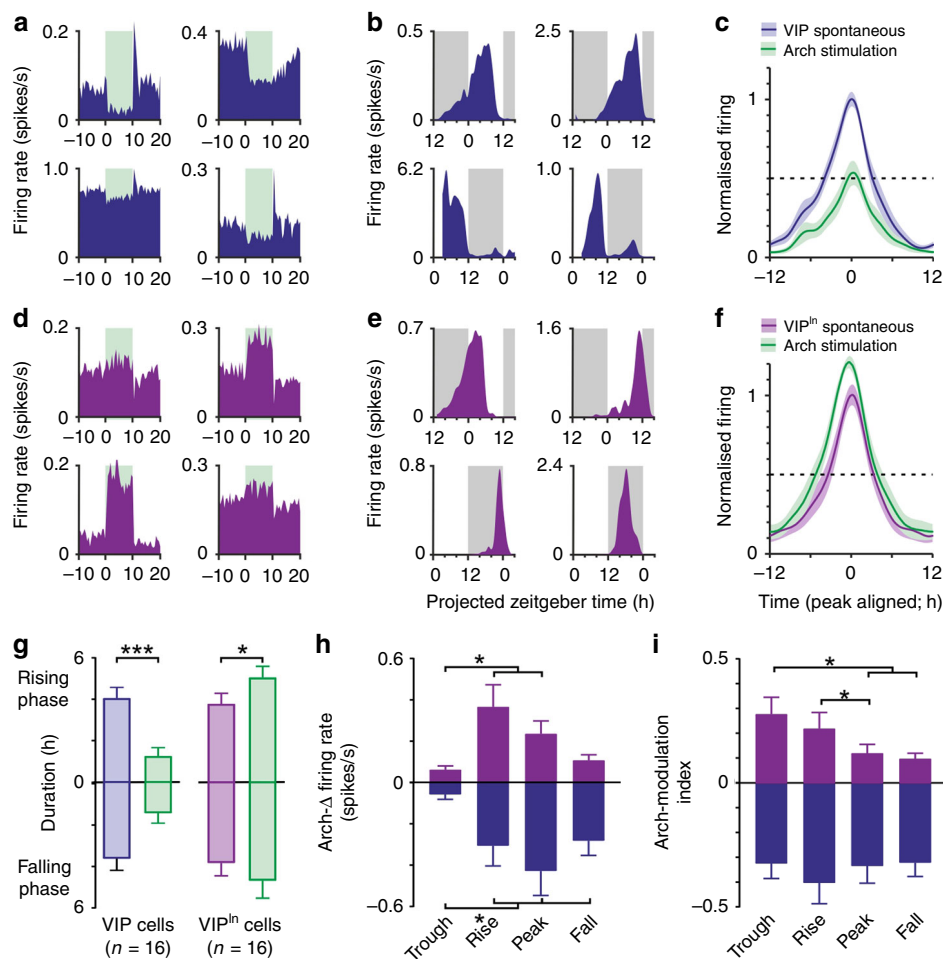 a
b
c
Firing rate (spikes/s)
0.2
0
–10 0 10 20
0.4
0
–10 0 10 20
1.0
0
–10 0 10 20
0.3
0
–10 0 10 20
Firing rate (spikes/s)
0.5
0
12 0 12
2.5
0
12 0 12
6.2
0
0 12 0
1.0
0
0 12 0
VIP spontaneous
Arch stimulation
Normalised firing
1
0
–12 0 12
d
e
f
Firing rate (spikes/s)
0.2
0
–10 0 10 20
0.3
0
–10 0 10 20
0.2
0
–10 0 10 20
0.3
0
–10 0 10 20
Firing rate (spikes/s)
0.7
0
12 0 12
1.6
0
12 0 12
0.8
0
0 12 0
2.4
0
0 12 0
Projected zeitgeber time (h)
VIPIn spontaneous
Arch stimulation
Normalised firing
1
0
–12 0 12
Time (peak aligned; h)
g
h
i
6
Rising
phase
Duration (h)
0
Falling
phase
6
***
*
VIP cells
(n = 16)
VIPIn cells
(n = 16)
Arch-Δ firing rate
(spikes/s)
0.6
0
–0.6
*
*
Trough Rise Peak Fall
Arch-modulation
index
0.5
0
–0.5
*
*
Trough Rise Peak Fall